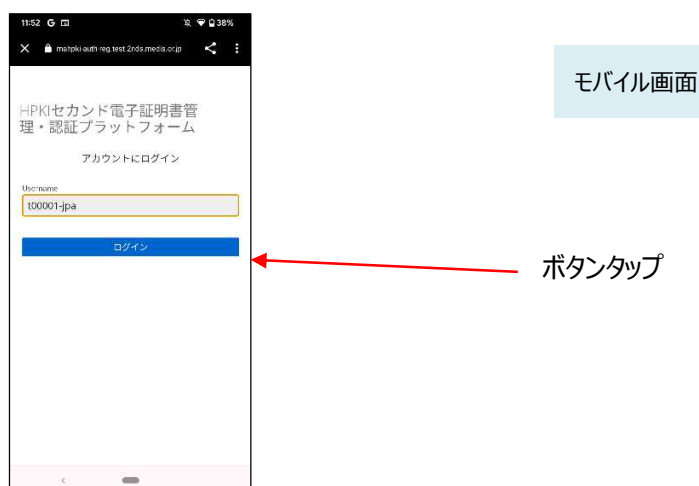 11:52 G
38%
mahpki-auth-reg.test.2nds.medis.or.jp
モバイル画面
HPKIセカンド電子証明書管
理・認証プラットフォーム
アカウントにログイン
Username
t00001-jpa
ログイン
ボタンタップ